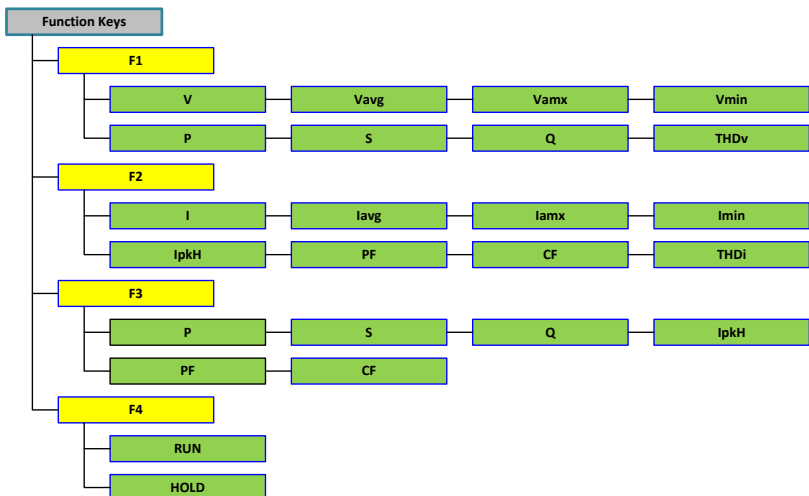 Function Keys
F1
V Vavg Vamx Vmin
P S Q THDv
F2
I Iavg Iamx Imin
IpkH PF CF THDi
F3
P S Q IpkH
PF CF
F4
RUN
HOLD